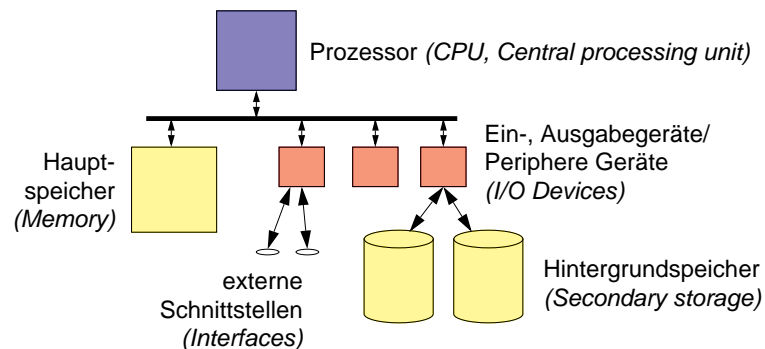 Prozessor (CPU, Central processing unit)
Haupt-
speicher
(Memory)
Ein-, Ausgabegeräte/
Periphere Geräte
(I/O Devices)
externe
Schnittstellen
(Interfaces)
Hintergrundspeicher
(Secondary storage)